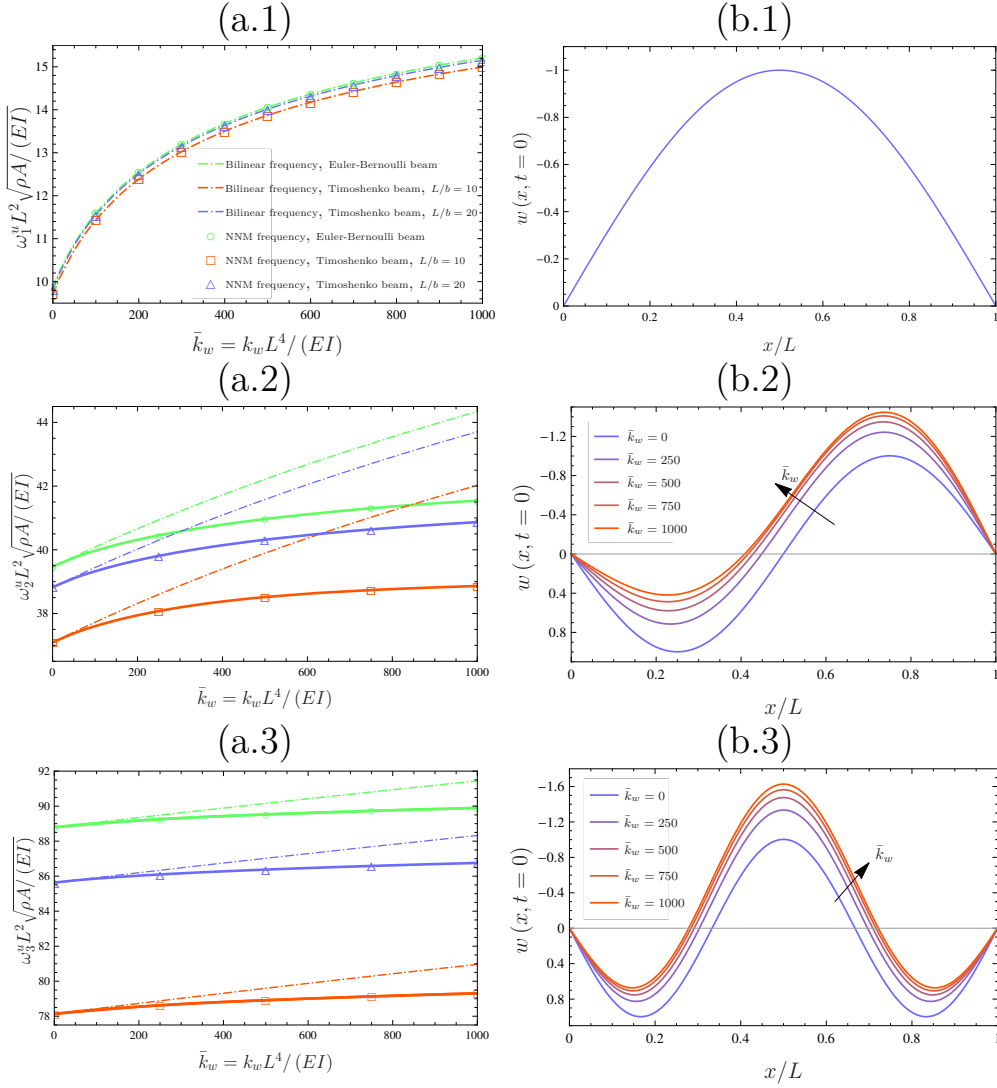 (a.1)
ω₁ᵘL²√ρA/(EI)
15
14
13
12
11
10
Bilinear frequency, Euler-Bernoulli beam
Bilinear frequency, Timoshenko beam, L/b = 10
Bilinear frequency, Timoshenko beam, L/b = 20
NNM frequency, Euler-Bernoulli beam
NNM frequency, Timoshenko beam, L/b = 10
NNM frequency, Timoshenko beam, L/b = 20
0 200 400 600 800 1000
k̄_w = k_wL⁴/(EI)
(b.1)
w(x, t = 0)
-1
-0.8
-0.6
-0.4
-0.2
0
0 0.2 0.4 0.6 0.8 1
x/L
(a.2)
ω₂ᵘL²√ρA/(EI)
44
42
40
38
0 200 400 600 800 1000
k̄_w = k_wL⁴/(EI)
(b.2)
w(x, t = 0)
-1.2
-0.8
-0.4
0
0.4
0.8
k̄_w = 0
k̄_w = 250
k̄_w = 500
k̄_w = 750
k̄_w = 1000
k̄_w
0 0.2 0.4 0.6 0.8 1
x/L
(a.3)
ω₃ᵘL²√ρA/(EI)
92
90
88
86
84
82
80
78
0 200 400 600 800 1000
k̄_w = k_wL⁴/(EI)
(b.3)
w(x, t = 0)
-1.6
-1.2
-0.8
-0.4
0
0.4
0.8
k̄_w = 0
k̄_w = 250
k̄_w = 500
k̄_w = 750
k̄_w = 1000
k̄_w
0 0.2 0.4 0.6 0.8 1
x/L